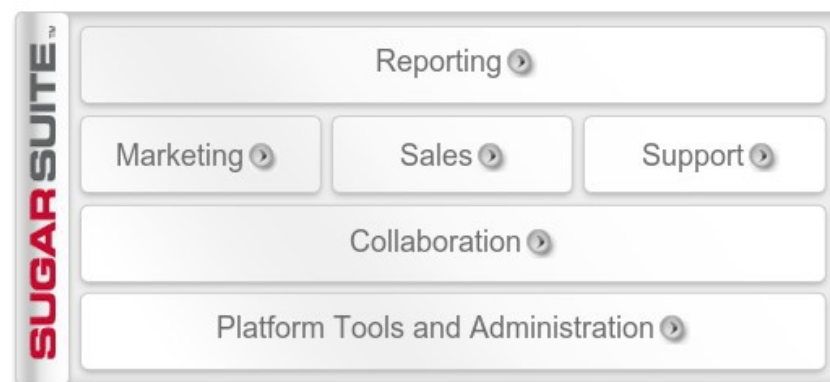 SUGARSUITE™
Reporting
Marketing
Sales
Support
Collaboration
Platform Tools and Administration